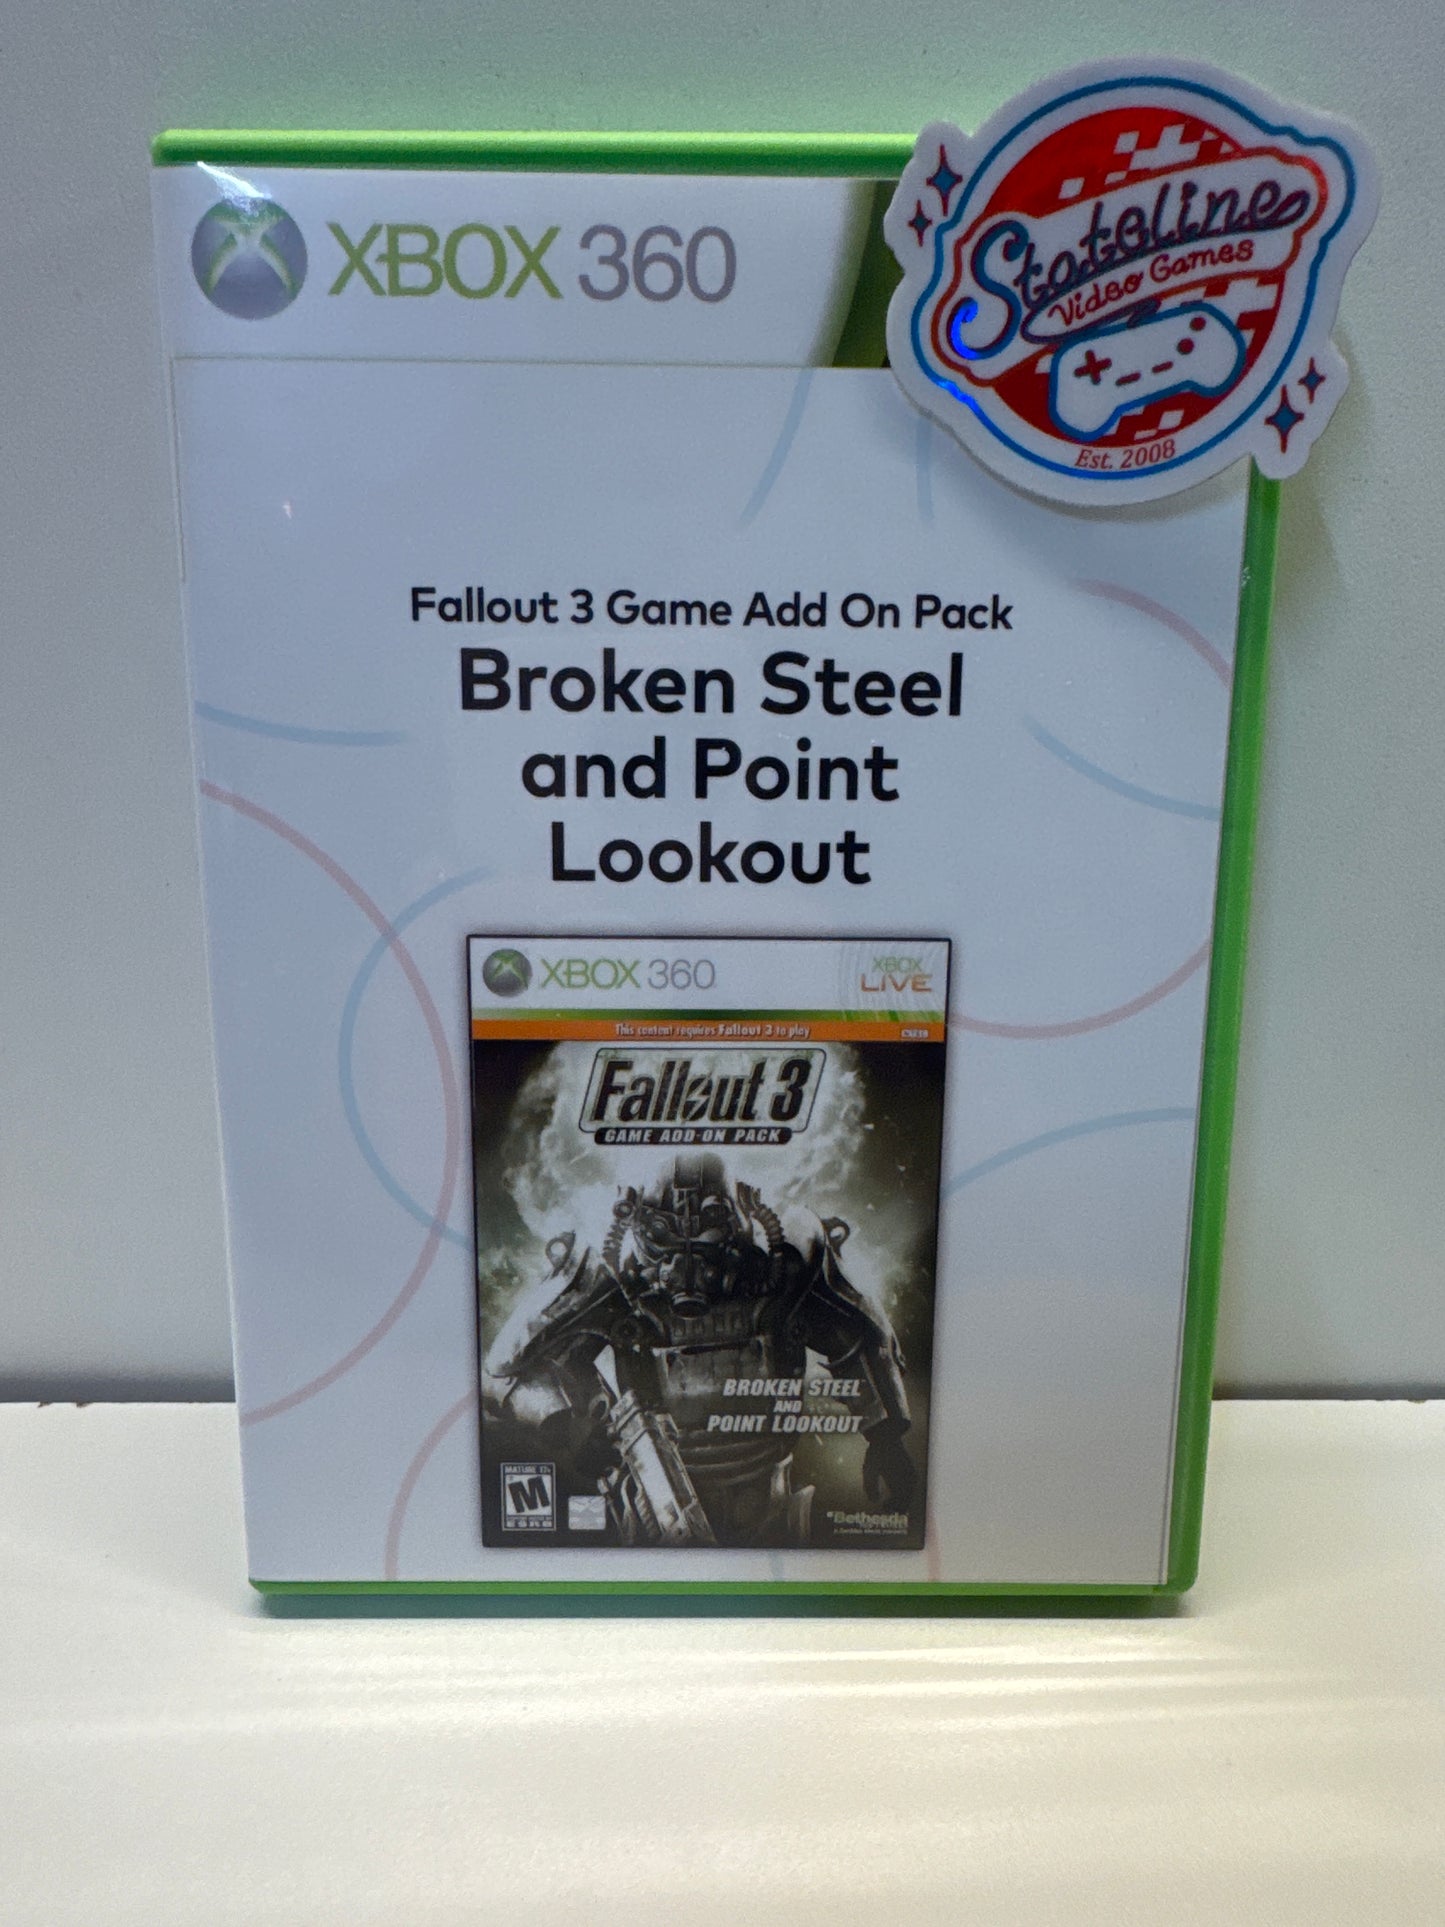 XBOX 360
Stateline
Video Games
Est. 2008
Fallout 3 Game Add On Pack
Broken Steel
and Point
Lookout
XBOX 360
XBOX
LIVE
This content requires Fallout 3 to play
NTSC
Fallout 3
GAME ADD-ON PACK
BROKEN STEEL
AND
POINT LOOKOUT
MATURE 17+
M
ESRB
Bethesda